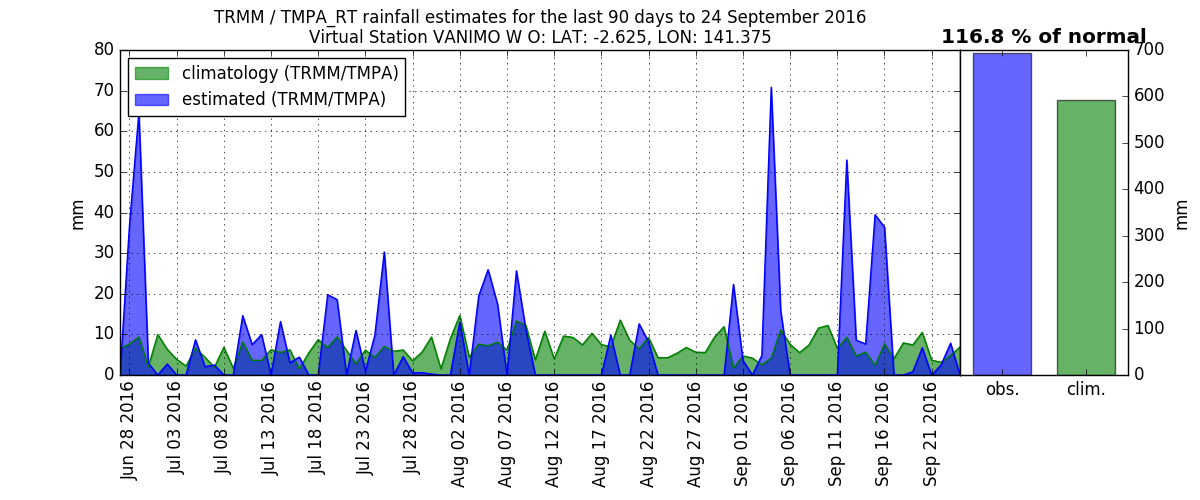 TRMM / TMPA_RT rainfall estimates for the last 90 days to 24 September 2016
Virtual Station VANIMO W O: LAT: -2.625, LON: 141.375
116.8 % of normal
climatology (TRMM/TMPA)
estimated (TRMM/TMPA)
80
70
60
50
40
30
20
10
0
mm
Jun 28 2016
Jul 03 2016
Jul 08 2016
Jul 13 2016
Jul 18 2016
Jul 23 2016
Jul 28 2016
Aug 02 2016
Aug 07 2016
Aug 12 2016
Aug 17 2016
Aug 22 2016
Aug 27 2016
Sep 01 2016
Sep 06 2016
Sep 11 2016
Sep 16 2016
Sep 21 2016
obs.
clim.
700
600
500
400
300
200
100
0
mm